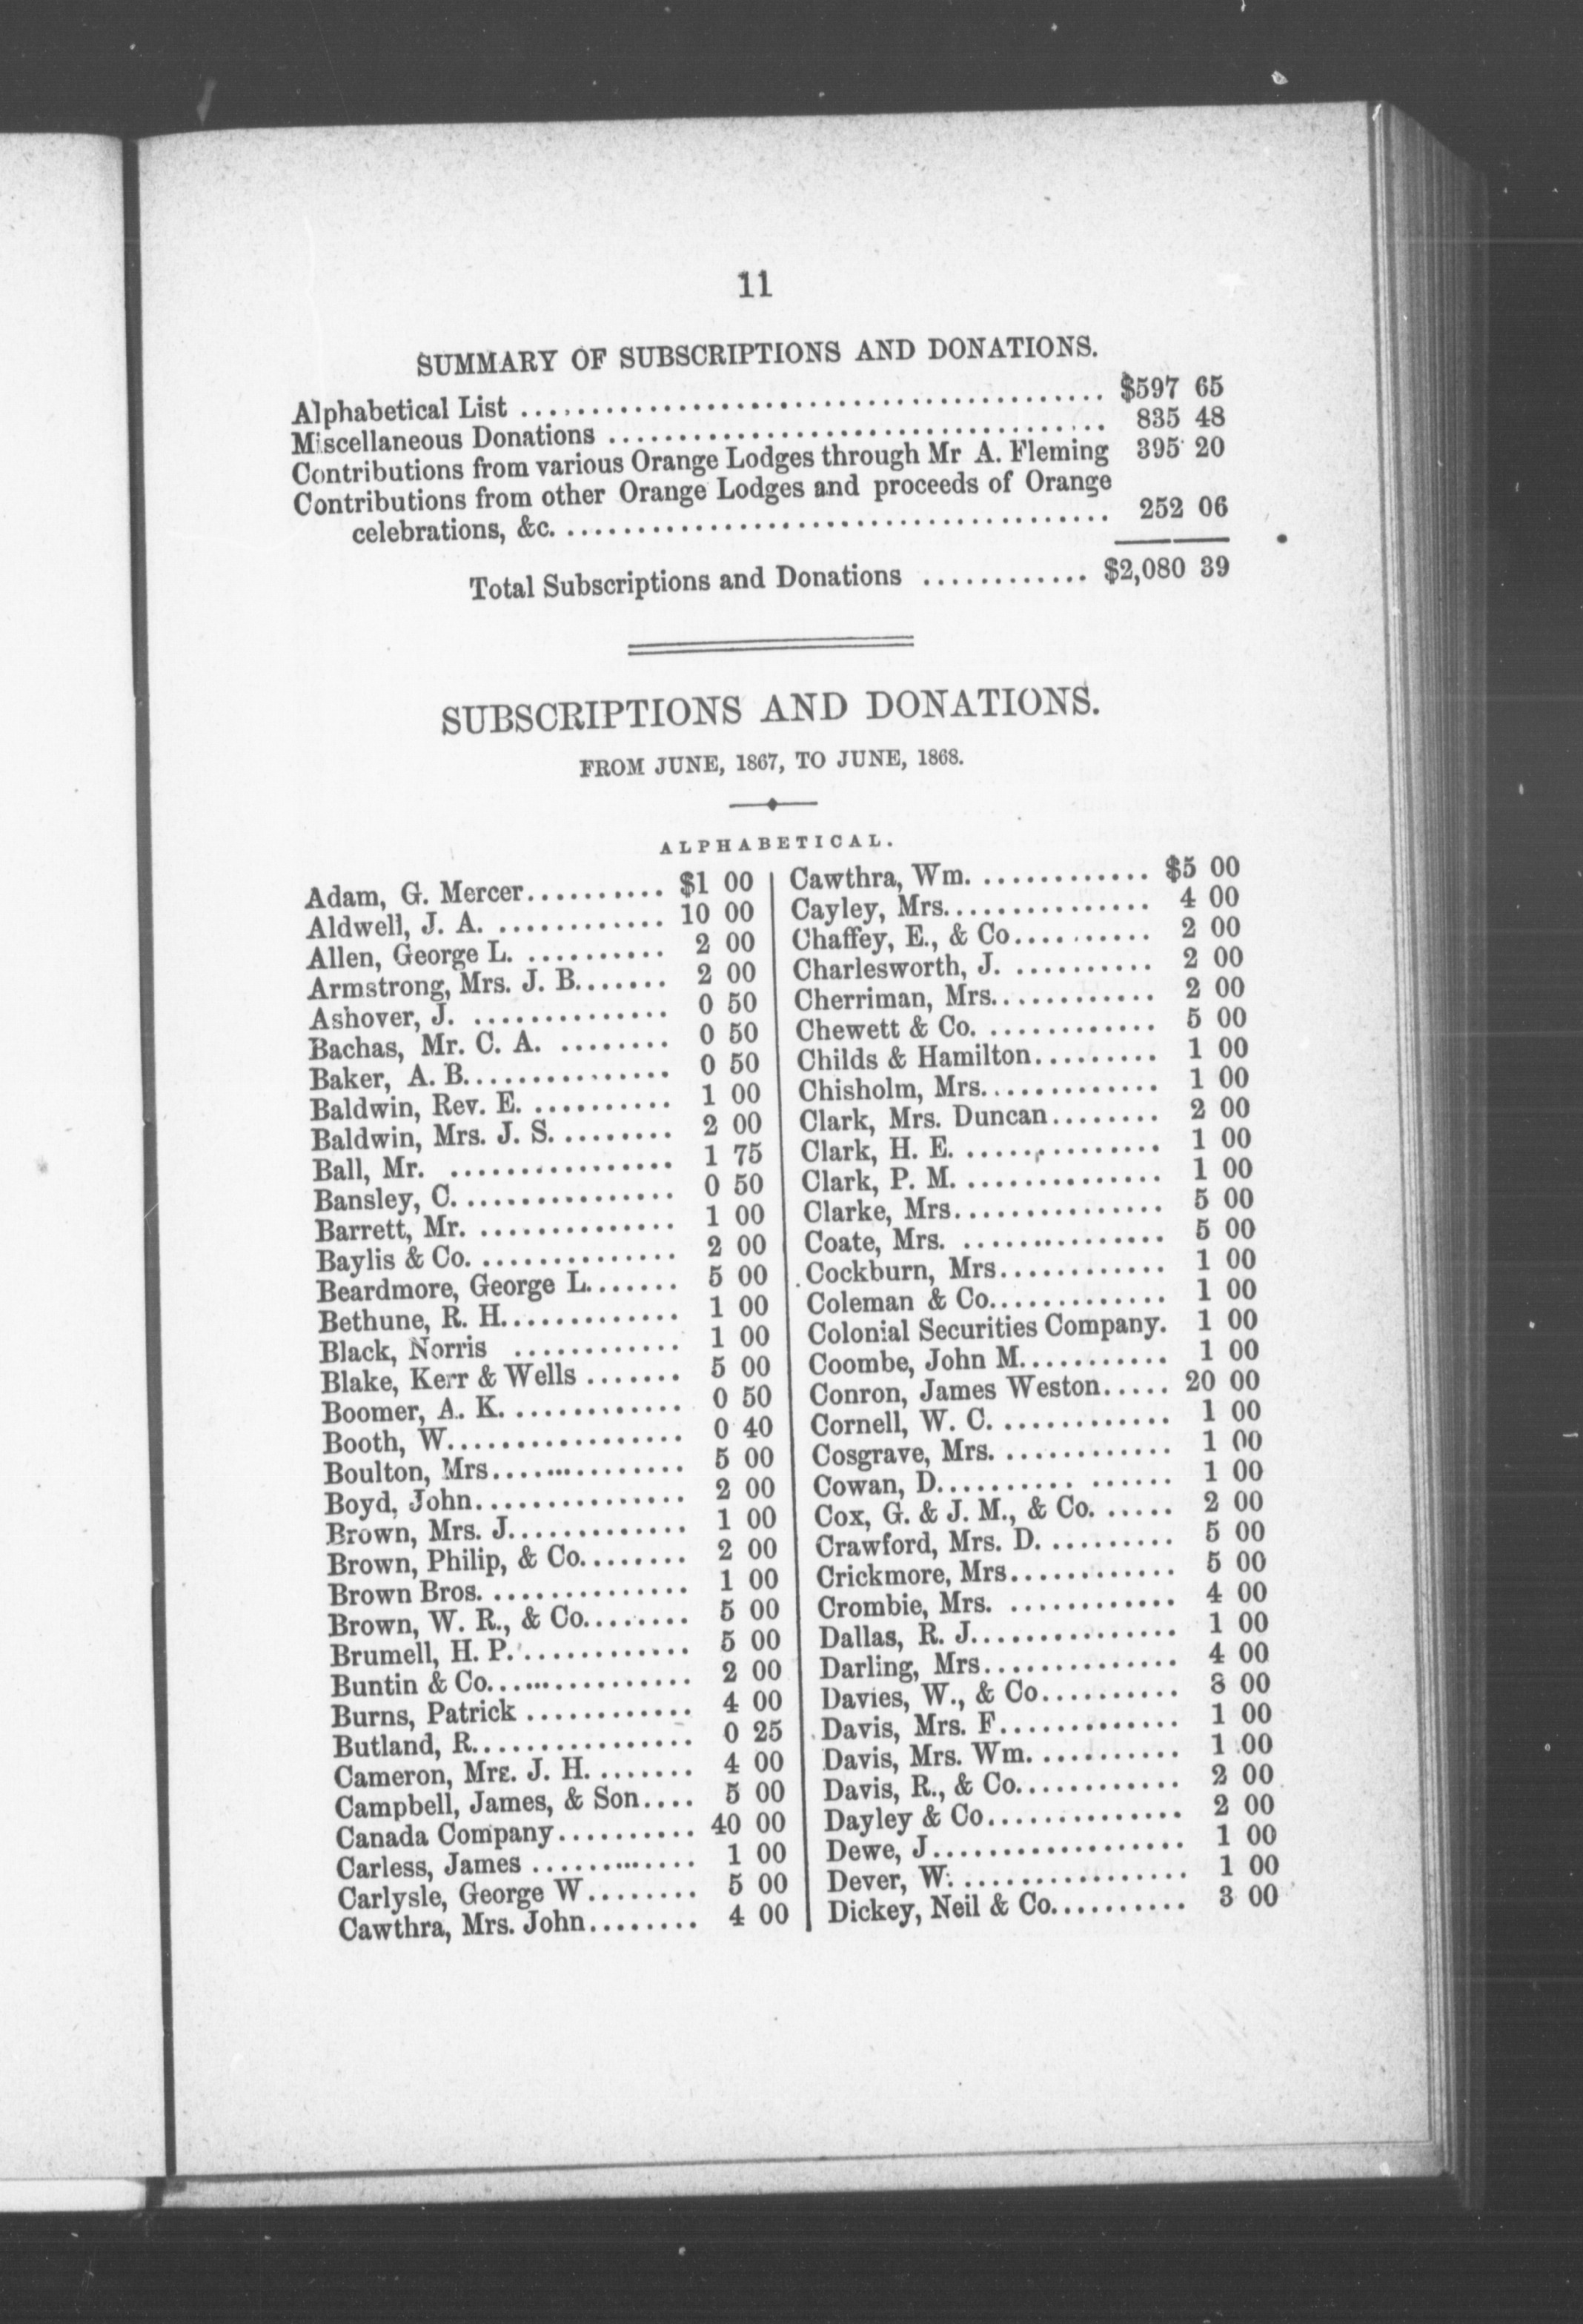 11
SUMMARY OF SUBSCRIPTIONS AND DONATIONS.
Alphabetical List ........................................ $597 65
Miscellaneous Donations .................................. 835 48
Contributions from various Orange Lodges through Mr A. Fleming 395 20
Contributions from other Orange Lodges and proceeds of Orange
celebrations, &c. ...................................... 252 06
Total Subscriptions and Donations ............ $2,080 39
SUBSCRIPTIONS AND DONATIONS.
FROM JUNE, 1867, TO JUNE, 1868.
ALPHABETICAL.
Adam, G. Mercer.......... $1 00
Aldwell, J. A. ............ 10 00
Allen, George L. .......... 2 00
Armstrong, Mrs. J. B....... 2 00
Ashover, J. .............. 0 50
Bachas, Mr. C. A. ........ 0 50
Baker, A. B............... 0 50
Baldwin, Rev. E. .......... 1 00
Baldwin, Mrs. J. S. ........ 2 00
Ball, Mr. ................ 1 75
Bansley, C. ............... 0 50
Barrett, Mr. .............. 1 00
Baylis & Co. .............. 2 00
Beardmore, George L....... 5 00
Bethune, R. H............. 1 00
Black, Norris ............ 1 00
Blake, Kerr & Wells ....... 5 00
Boomer, A. K. ............ 0 50
Booth, W................. 0 40
Boulton, Mrs.............. 5 00
Boyd, John............... 2 00
Brown, Mrs. J............. 1 00
Brown, Philip, & Co........ 2 00
Brown Bros. .............. 1 00
Brown, W. R., & Co........ 5 00
Brumell, H. P............. 5 00
Buntin & Co............... 2 00
Burns, Patrick ............ 4 00
Butland, R................ 0 25
Cameron, Mrs. J. H. ....... 4 00
Campbell, James, & Son.... 5 00
Canada Company.......... 40 00
Carless, James ............ 1 00
Carlysle, George W........ 5 00
Cawthra, Mrs. John........ 4 00
Cawthra, Wm. ............. $5 00
Cayley, Mrs............... 4 00
Chaffey, E., & Co.......... 2 00
Charlesworth, J. .......... 2 00
Cherriman, Mrs............ 2 00
Chewett & Co. ............ 5 00
Childs & Hamilton......... 1 00
Chisholm, Mrs............. 1 00
Clark, Mrs. Duncan........ 2 00
Clark, H. E. .............. 1 00
Clark, P. M. .............. 1 00
Clarke, Mrs............... 5 00
Coate, Mrs. .............. 5 00
Cockburn, Mrs............ 1 00
Coleman & Co............. 1 00
Colonial Securities Company. 1 00
Coombe, John M........... 1 00
Conron, James Weston..... 20 00
Cornell, W. C. ............ 1 00
Cosgrave, Mrs. ............ 1 00
Cowan, D.......... ...... 1 00
Cox, G. & J. M., & Co. ..... 2 00
Crawford, Mrs. D. ......... 5 00
Crickmore, Mrs............ 5 00
Crombie, Mrs. ............ 4 00
Dallas, R. J............... 1 00
Darling, Mrs.............. 4 00
Davies, W., & Co.......... 3 00
Davis, Mrs. F............. 1 00
Davis, Mrs. Wm. .......... 1 00
Davis, R., & Co............ 2 00
Dayley & Co.............. 2 00
Dewe, J.................. 1 00
Dever, W. ................ 1 00
Dickey, Neil & Co.......... 3 00